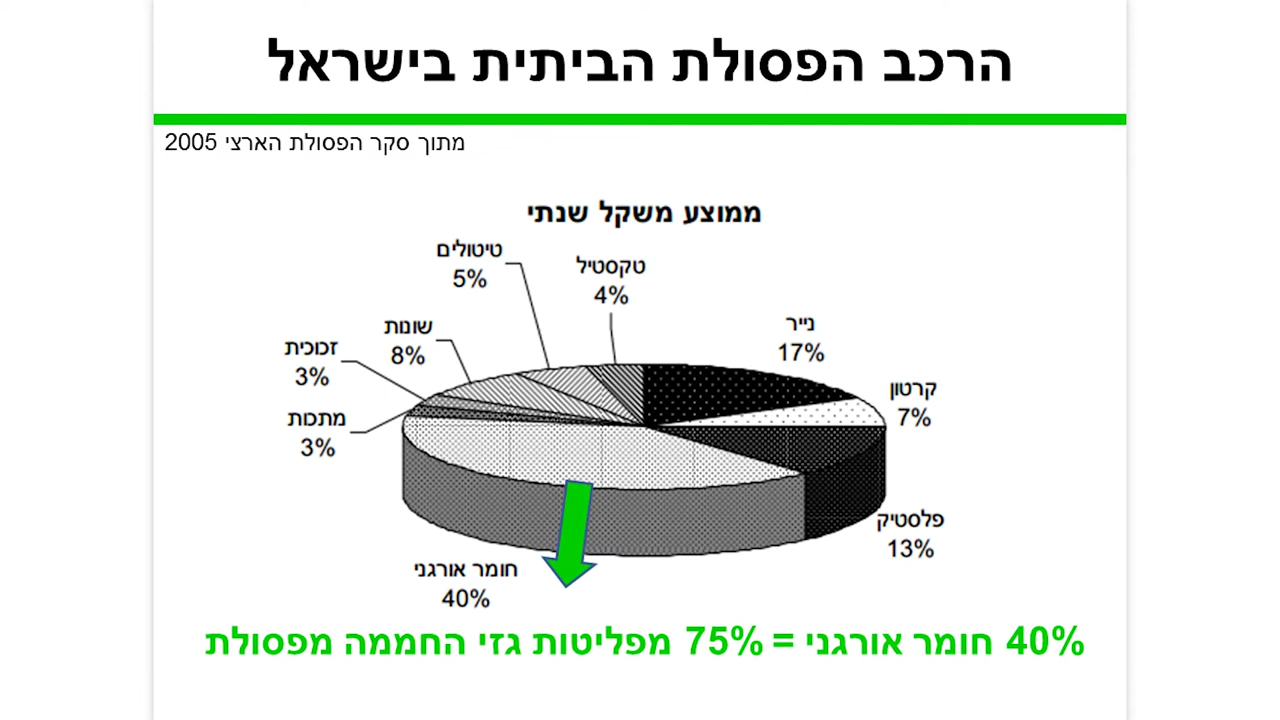 הרכב הפסולת הביתית בישראל
מתוך סקר הפסולת הארצי 2005
ממוצע משקל שנתי
טיטולים
5%
טקסטיל
4%
נייר
17%
שונות
8%
זכוכית
3%
קרטון
7%
מתכות
3%
פלסטיק
13%
חומר אורגני
40%
40% חומר אורגני = 75% מפליטות גזי החממה מפסולת